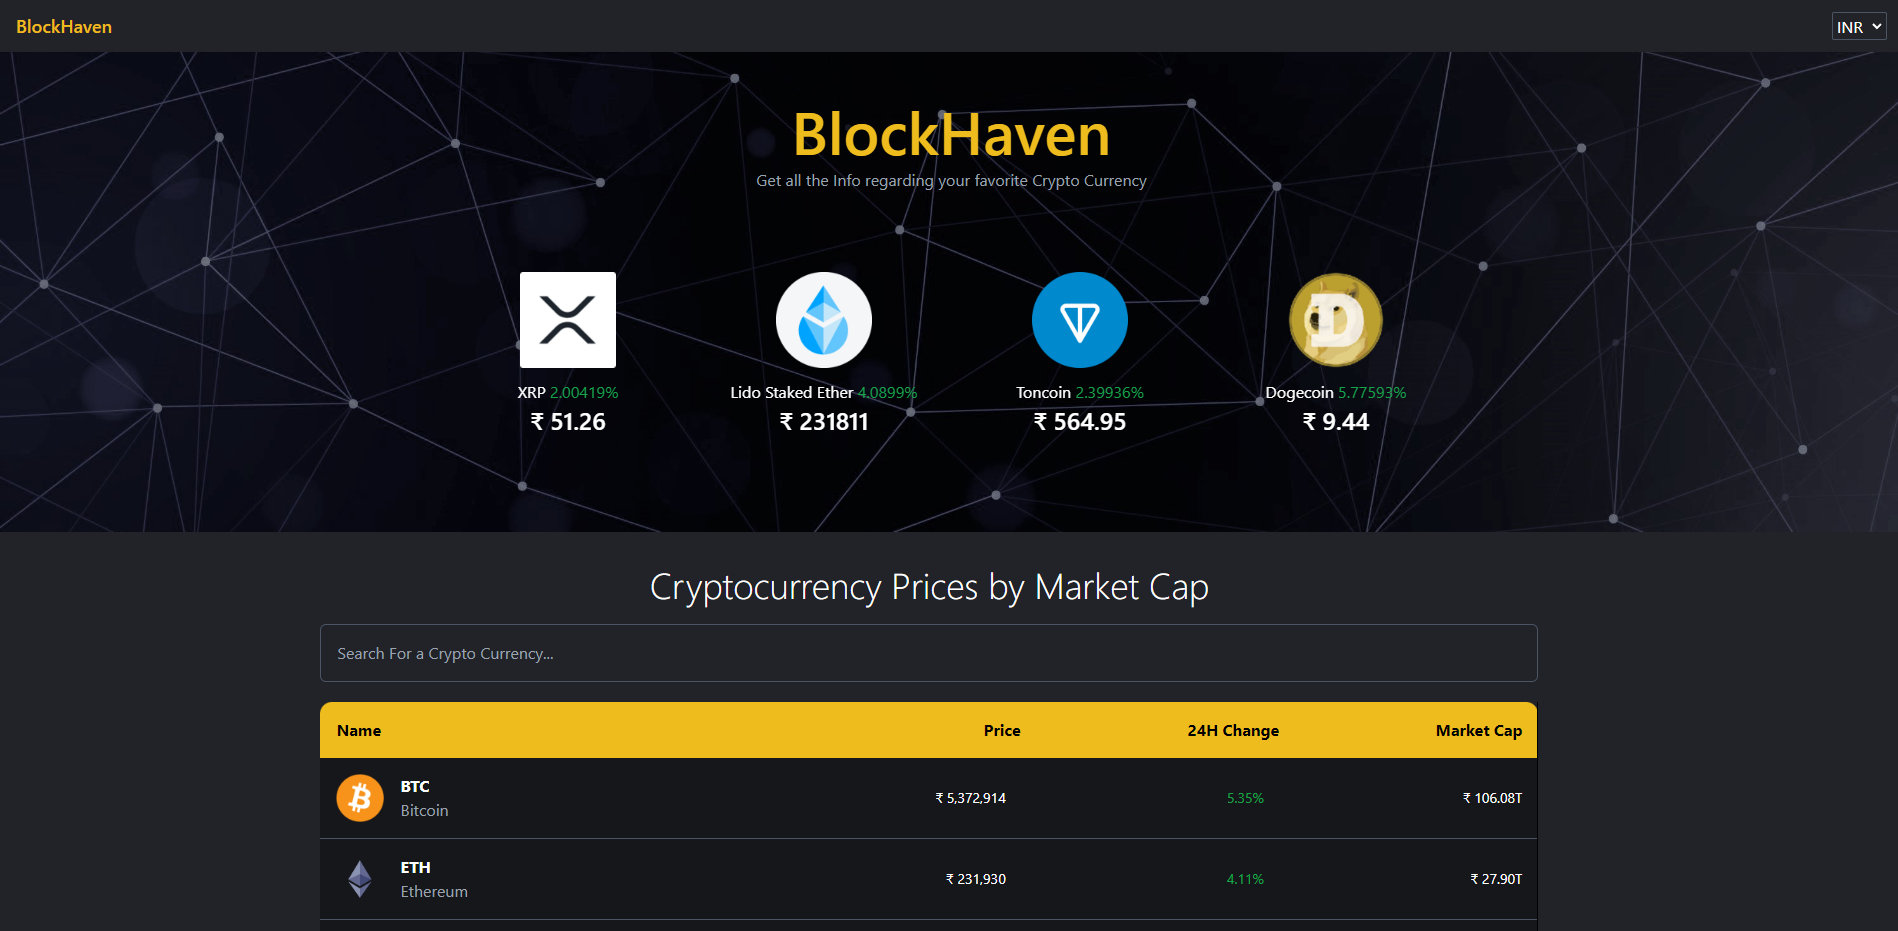 BlockHaven
INR
BlockHaven
Get all the Info regarding your favorite Crypto Currency
XRP 2.00419%
₹ 51.26
Lido Staked Ether 4.0899%
₹ 231811
Toncoin 2.39936%
₹ 564.95
Dogecoin 5.77593%
₹ 9.44
Cryptocurrency Prices by Market Cap
Search For a Crypto Currency...
Name Price 24H Change Market Cap
BTC
Bitcoin
₹ 5,372,914 5.35% ₹ 106.08T
ETH
Ethereum
₹ 231,930 4.11% ₹ 27.90T